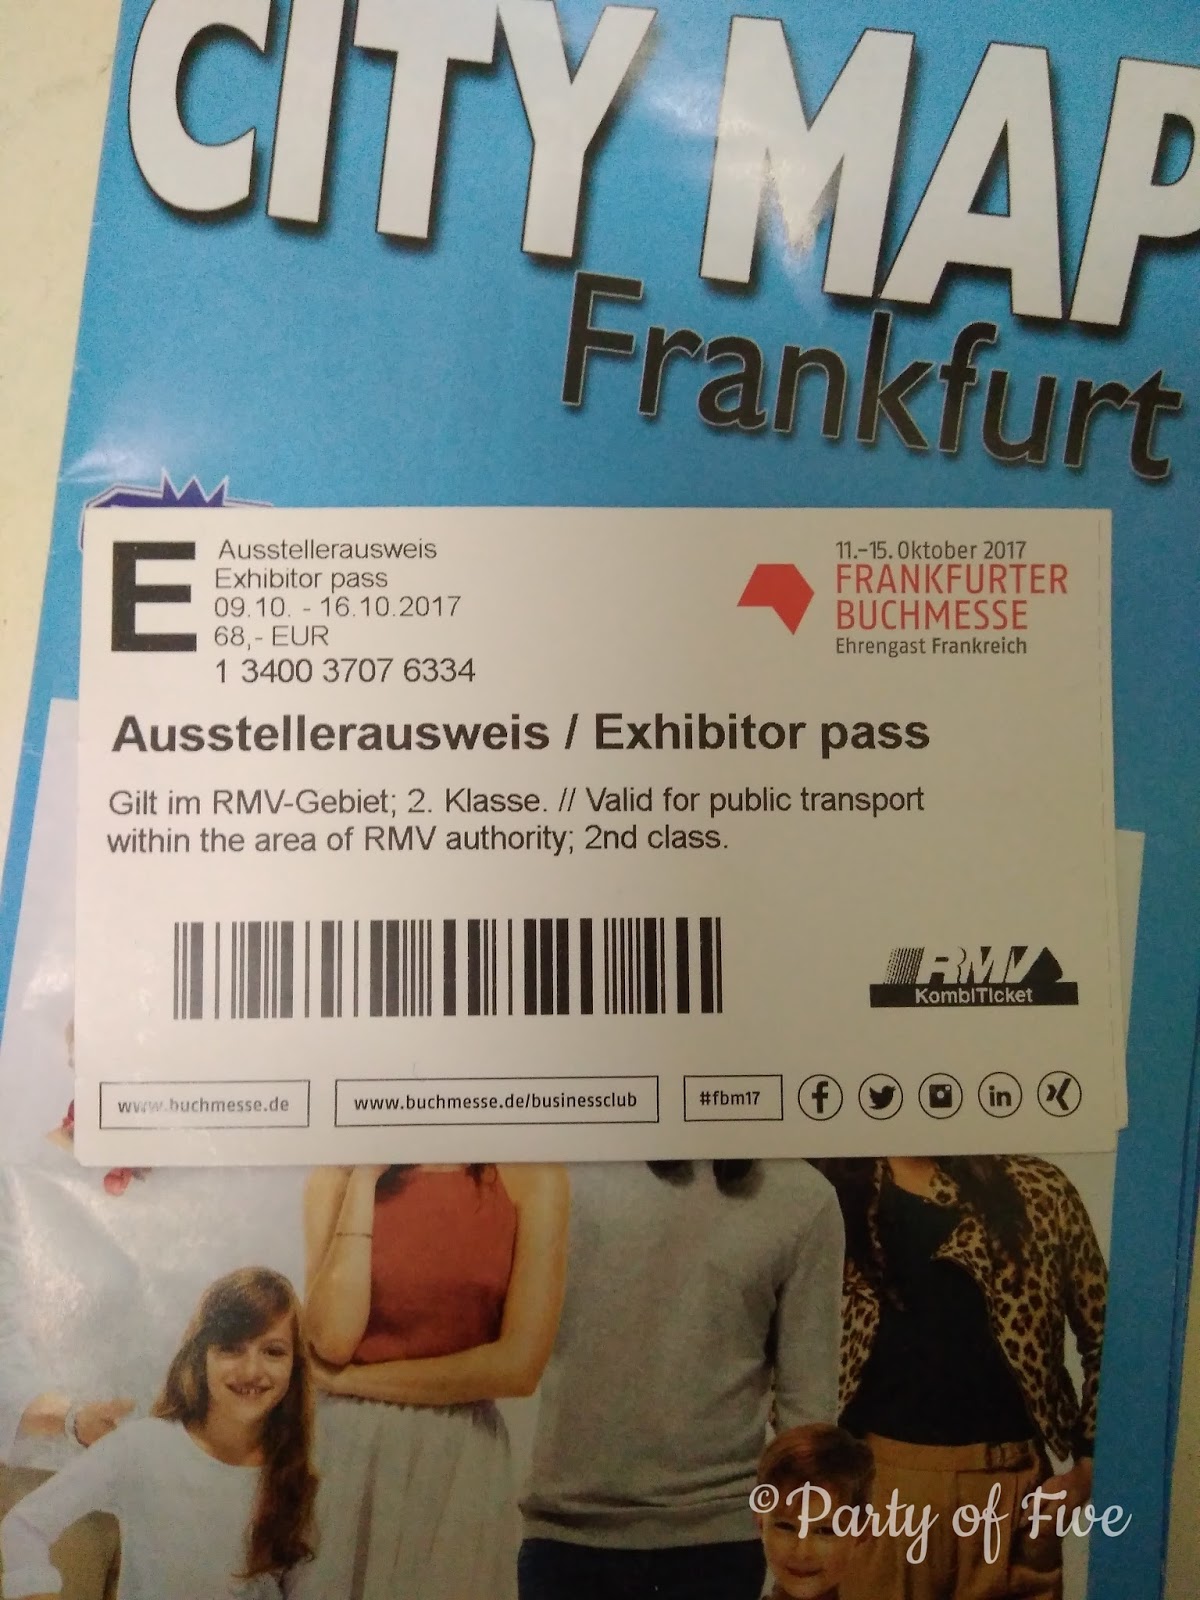 CITY MAP
Frankfurt
E
Ausstellerausweis
Exhibitor pass
09.10. - 16.10.2017
68,- EUR
1 3400 3707 6334
11.–15. Oktober 2017
FRANKFURTER
BUCHMESSE
Ehrengast Frankreich
Ausstellerausweis / Exhibitor pass
Gilt im RMV-Gebiet; 2. Klasse. // Valid for public transport
within the area of RMV authority; 2nd class.
RMV
KombiTicket
www.buchmesse.de
www.buchmesse.de/businessclub
#fbm17
f
in
© Party of Five